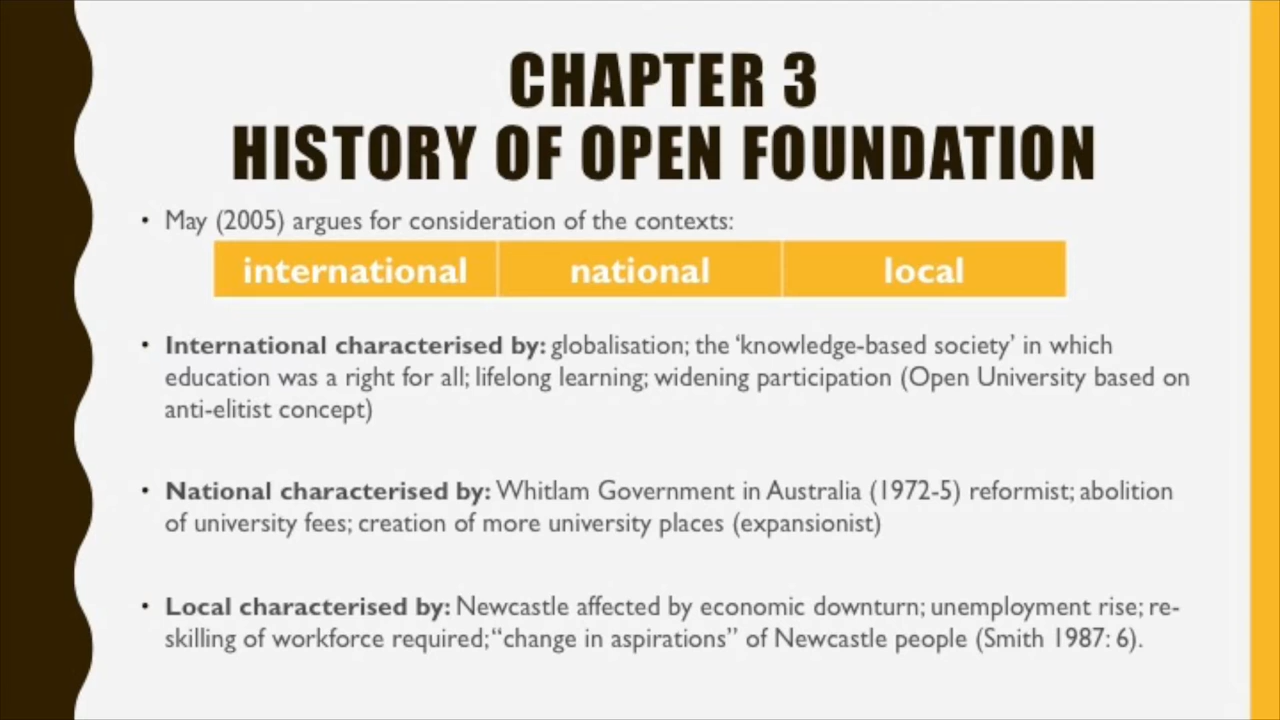 CHAPTER 3
HISTORY OF OPEN FOUNDATION
• May (2005) argues for consideration of the contexts:
international national local
• International characterised by: globalisation; the ‘knowledge-based society’ in which
education was a right for all; lifelong learning; widening participation (Open University based on
anti-elitist concept)
• National characterised by: Whitlam Government in Australia (1972-5) reformist; abolition
of university fees; creation of more university places (expansionist)
• Local characterised by: Newcastle affected by economic downturn; unemployment rise; re-
skilling of workforce required;“change in aspirations” of Newcastle people (Smith 1987: 6).